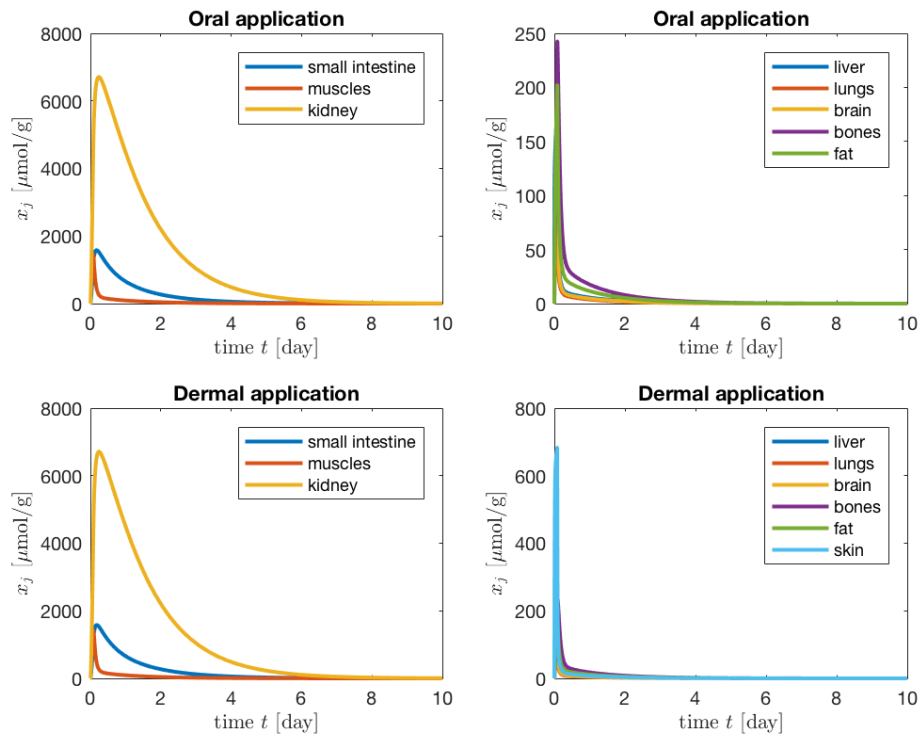 Oral application
8000
6000
4000
2000
0
0 2 4 6 8 10
x_j [μmol/g]
time t [day]
small intestine
muscles
kidney
Oral application
250
200
150
100
50
0
0 2 4 6 8 10
x_j [μmol/g]
time t [day]
liver
lungs
brain
bones
fat
Dermal application
8000
6000
4000
2000
0
0 2 4 6 8 10
x_j [μmol/g]
time t [day]
small intestine
muscles
kidney
Dermal application
800
600
400
200
0
0 2 4 6 8 10
x_j [μmol/g]
time t [day]
liver
lungs
brain
bones
fat
skin